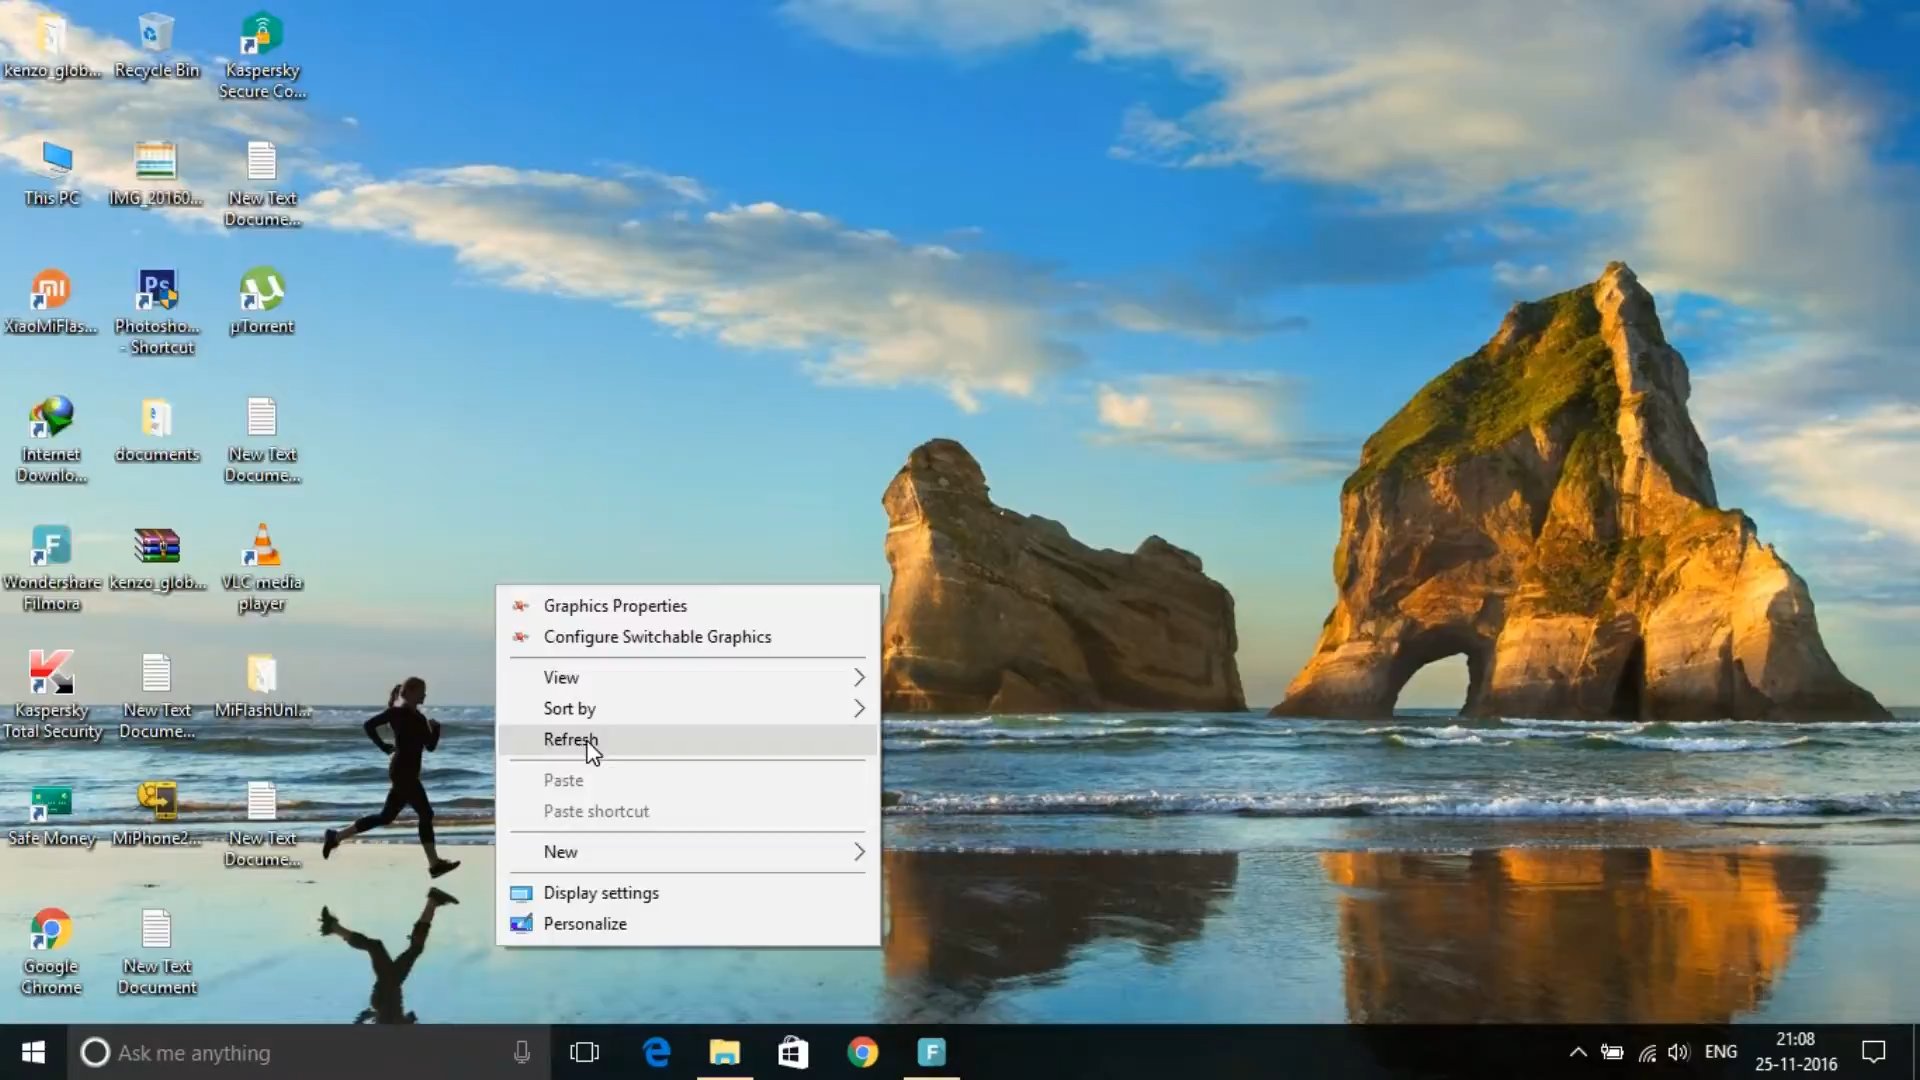 kenzo_glob...
Recycle Bin
Kaspersky
Secure Co...
This PC
IMG_20160...
New Text
Docume...
XiaoMiFlas...
Photosho...
- Shortcut
µTorrent
Internet
Downlo...
documents
New Text
Docume...
Wondershare
Filmora
kenzo_glob...
VLC media
player
Kaspersky
Total Security
New Text
Docume...
MiFlashUnl...
Safe Money
MiPhone2...
New Text
Docume...
Google
Chrome
New Text
Document
Graphics Properties
Configure Switchable Graphics
View
Sort by
Refresh
Paste
Paste shortcut
New
Display settings
Personalize
Ask me anything
ENG
21:08
25-11-2016